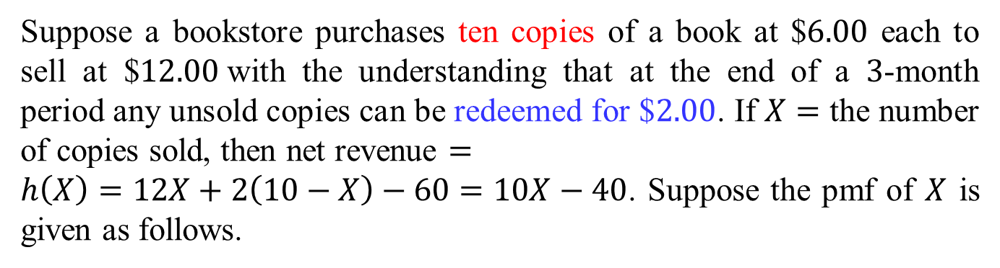 Suppose a bookstore purchases ten copies of a book at $6.00 each to
sell at $12.00 with the understanding that at the end of a 3-month
period any unsold copies can be redeemed for $2.00. If X = the number
of copies sold, then net revenue =
h(X) = 12X + 2(10 − X) − 60 = 10X − 40. Suppose the pmf of X is
given as follows.